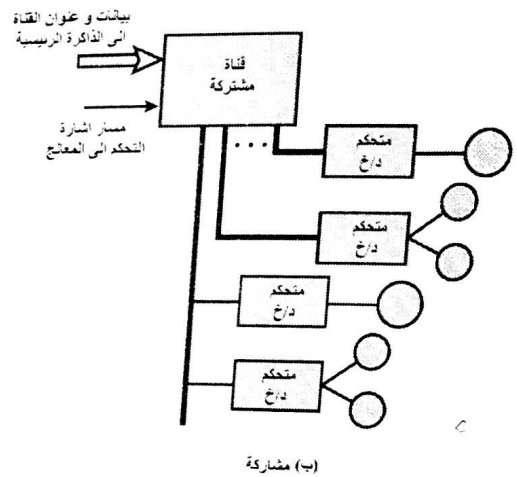 بيانات و عنوان القناة
الى الذاكرة الرئيسية
قناة
مشتركة
مسار اشارة
التحكم الى المعالج
...
متحكم
د/خ
متحكم
د/خ
متحكم
د/خ
متحكم
د/خ
(ب) مشاركة